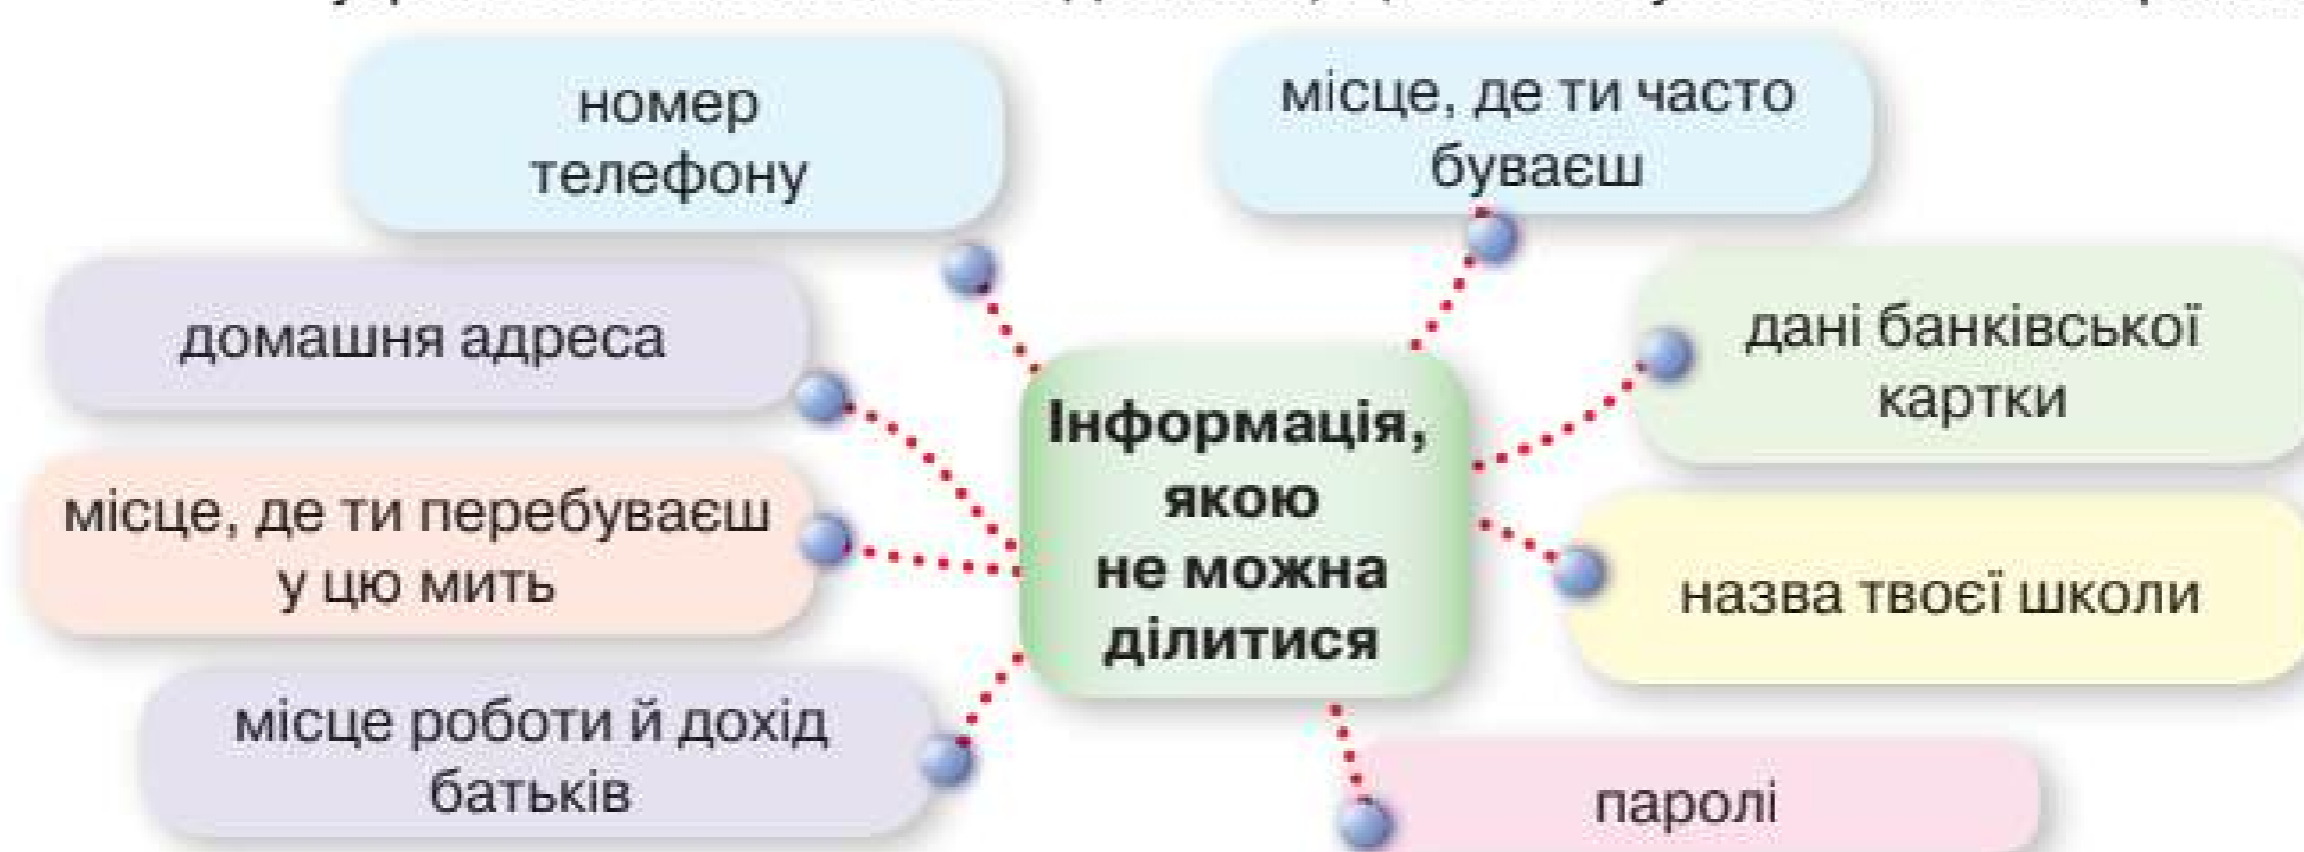 номер
телефону
місце, де ти часто
буваєш
домашня адреса
дані банківської
картки
Інформація,
якою
не можна
ділитися
місце, де ти перебуваєш
у цю мить
назва твоєї школи
місце роботи й дохід
батьків
паролі